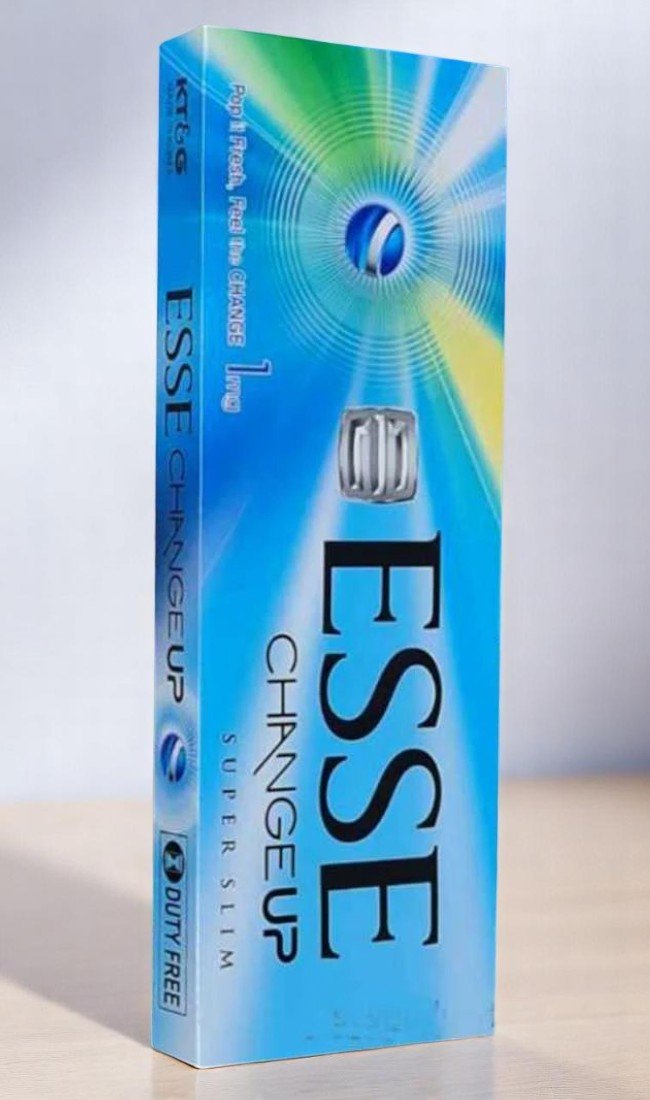 KT&G
ESSE CHANGE UP
DUTY FREE
Pop it Fresh, Feel the CHANGE 1mg
ESSE
CHANGE UP
SUPER SLIM